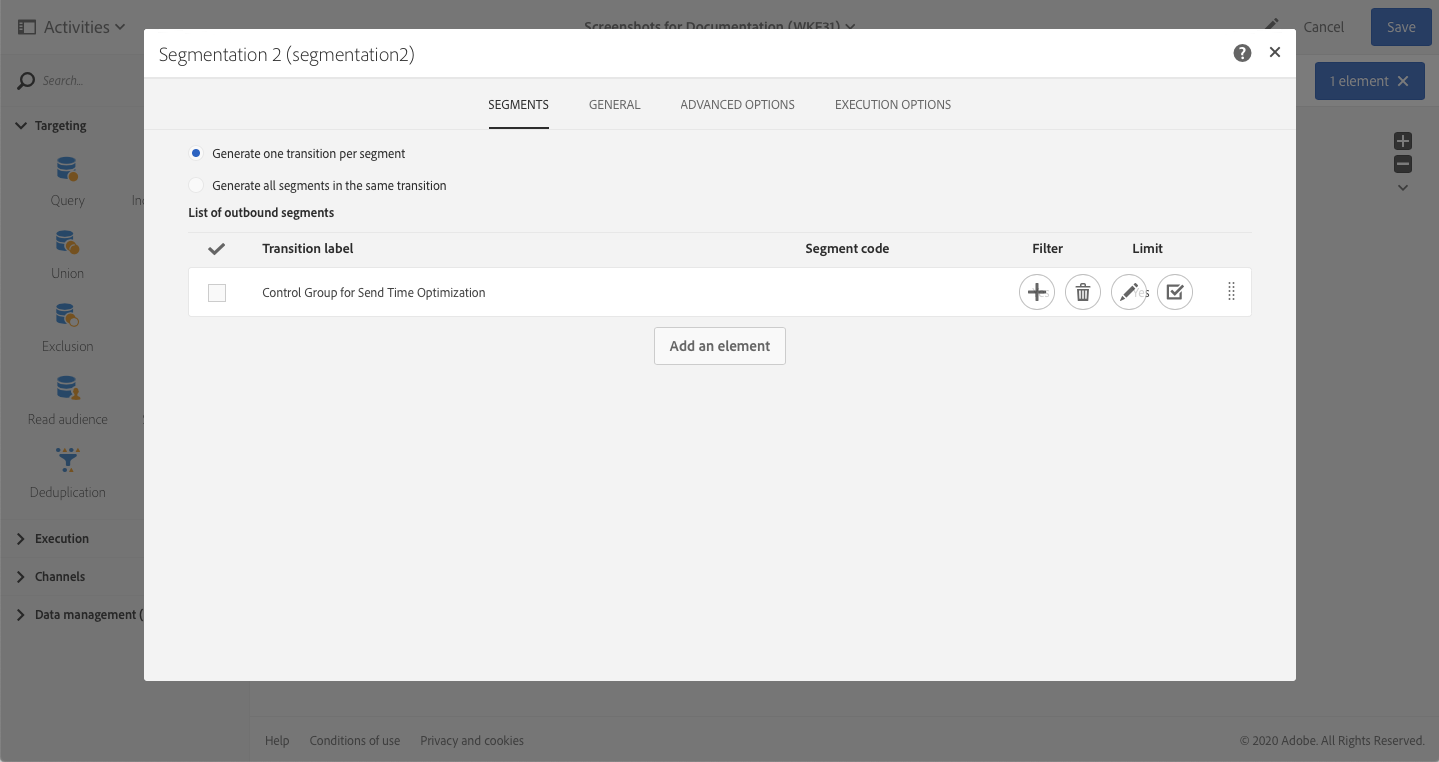 Activities
Screenshots for Documentation (WKF31)
Cancel
Save
Segmentation 2 (segmentation2)
Search...
1 element
SEGMENTS GENERAL ADVANCED OPTIONS EXECUTION OPTIONS
Targeting
Generate one transition per segment
Generate all segments in the same transition
Query
List of outbound segments
Transition label Segment code Filter Limit
Union
Control Group for Send Time Optimization
Exclusion
Add an element
Read audience
Deduplication
Execution
Channels
Data management (
Help Conditions of use Privacy and cookies
© 2020 Adobe. All Rights Reserved.